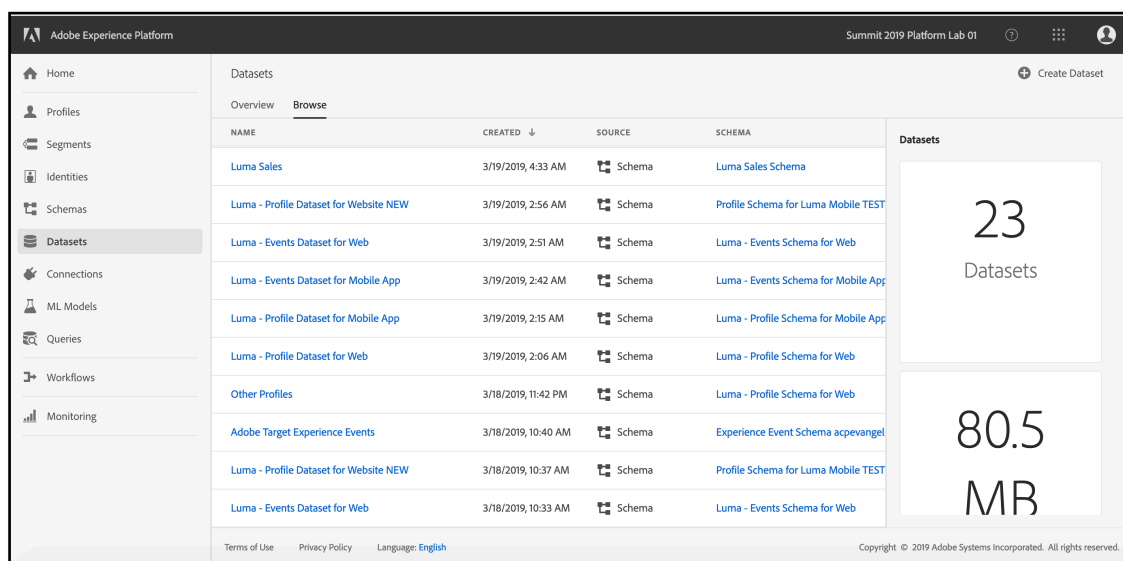 Adobe Experience Platform
Summit 2019 Platform Lab 01
Home
Profiles
Segments
Identities
Schemas
Datasets
Connections
ML Models
Queries
Workflows
Monitoring
Datasets
Create Dataset
Overview Browse
NAME CREATED ↓ SOURCE SCHEMA
Luma Sales 3/19/2019, 4:33 AM Schema Luma Sales Schema
Luma - Profile Dataset for Website NEW 3/19/2019, 2:56 AM Schema Profile Schema for Luma Mobile TEST
Luma - Events Dataset for Web 3/19/2019, 2:51 AM Schema Luma - Events Schema for Web
Luma - Events Dataset for Mobile App 3/19/2019, 2:42 AM Schema Luma - Events Schema for Mobile App
Luma - Profile Dataset for Mobile App 3/19/2019, 2:15 AM Schema Luma - Profile Schema for Mobile App
Luma - Profile Dataset for Web 3/19/2019, 2:06 AM Schema Luma - Profile Schema for Web
Other Profiles 3/18/2019, 11:42 PM Schema Luma - Profile Schema for Web
Adobe Target Experience Events 3/18/2019, 10:40 AM Schema Experience Event Schema acpevangel
Luma - Profile Dataset for Website NEW 3/18/2019, 10:37 AM Schema Profile Schema for Luma Mobile TEST
Luma - Events Dataset for Web 3/18/2019, 10:33 AM Schema Luma - Events Schema for Web
Datasets
23
Datasets
80.5
MB
Terms of Use Privacy Policy Language: English
Copyright © 2019 Adobe Systems Incorporated. All rights reserved.